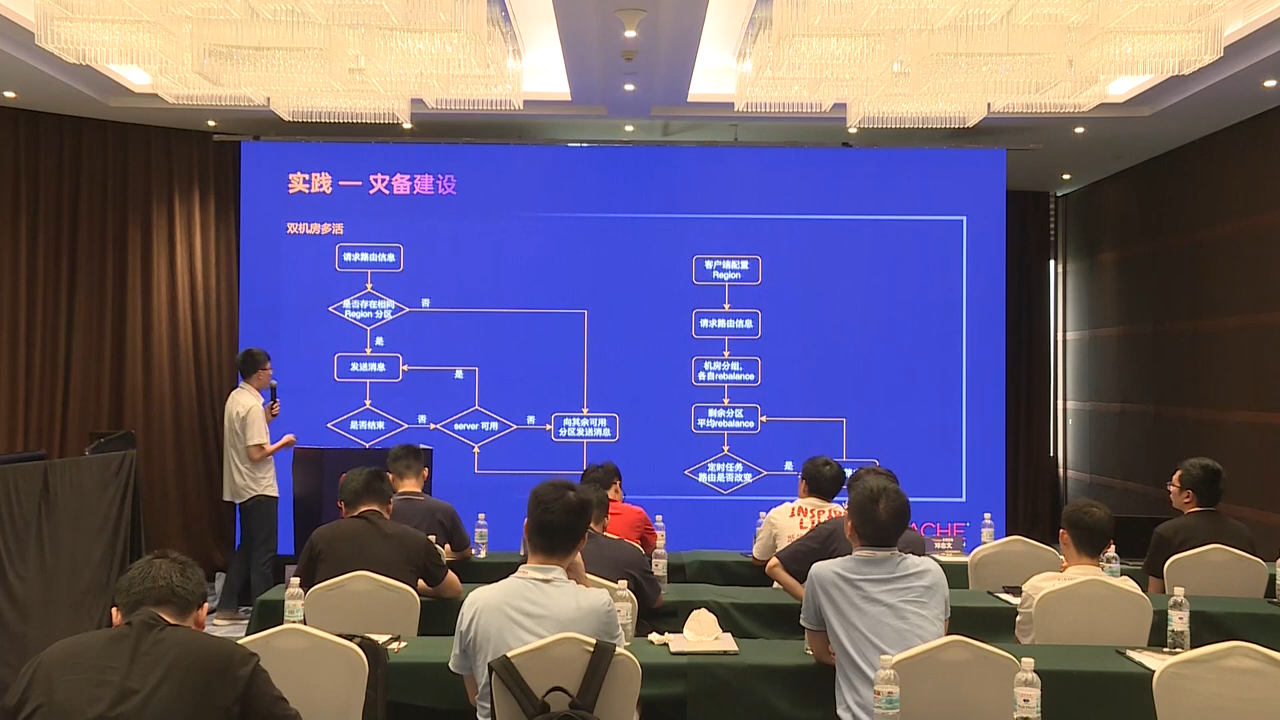 实践 — 灾备建设
双机房多活
请求路由信息
是否存在相同
Region 分区
否
是
发送消息
是
是否结束
否
server 可用
否
向其余可用
分区发送消息
客户端配置
Region
请求路由信息
机房分组,
各自rebalance
剩余分区
平均rebalance
定时任务
路由是否改变
是
INSPIR
ACHE